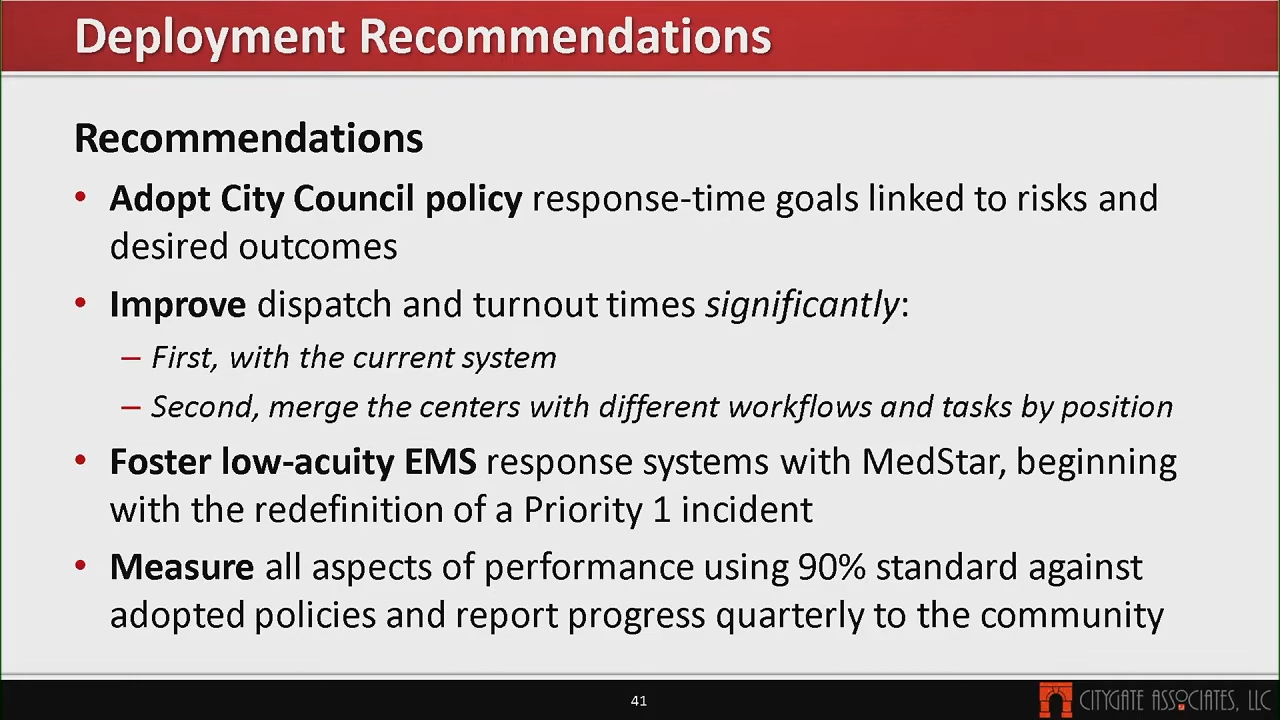 Deployment Recommendations
Recommendations
• Adopt City Council policy response-time goals linked to risks and
desired outcomes
• Improve dispatch and turnout times significantly:
– First, with the current system
– Second, merge the centers with different workflows and tasks by position
• Foster low-acuity EMS response systems with MedStar, beginning
with the redefinition of a Priority 1 incident
• Measure all aspects of performance using 90% standard against
adopted policies and report progress quarterly to the community
41
CITYGATE ASSOCIATES, LLC